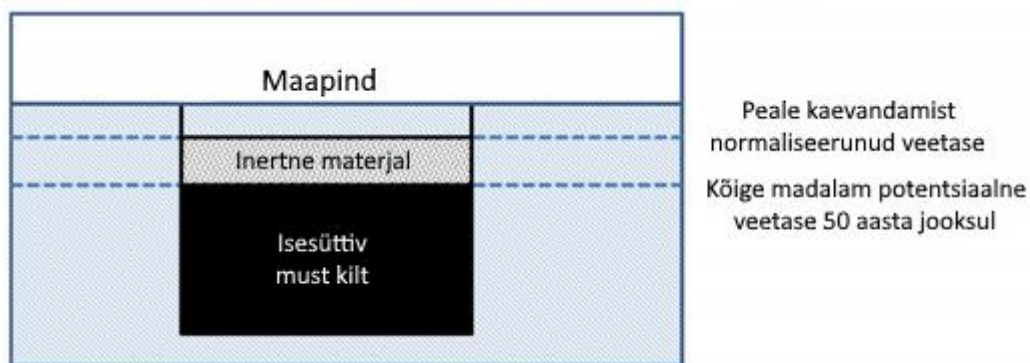 Maapind
Peale kaevandamist
normaliseerunud veetase
Inertne materjal
Kõige madalam potentsiaalne
veetase 50 aasta jooksul
Isesüttiv
must kilt